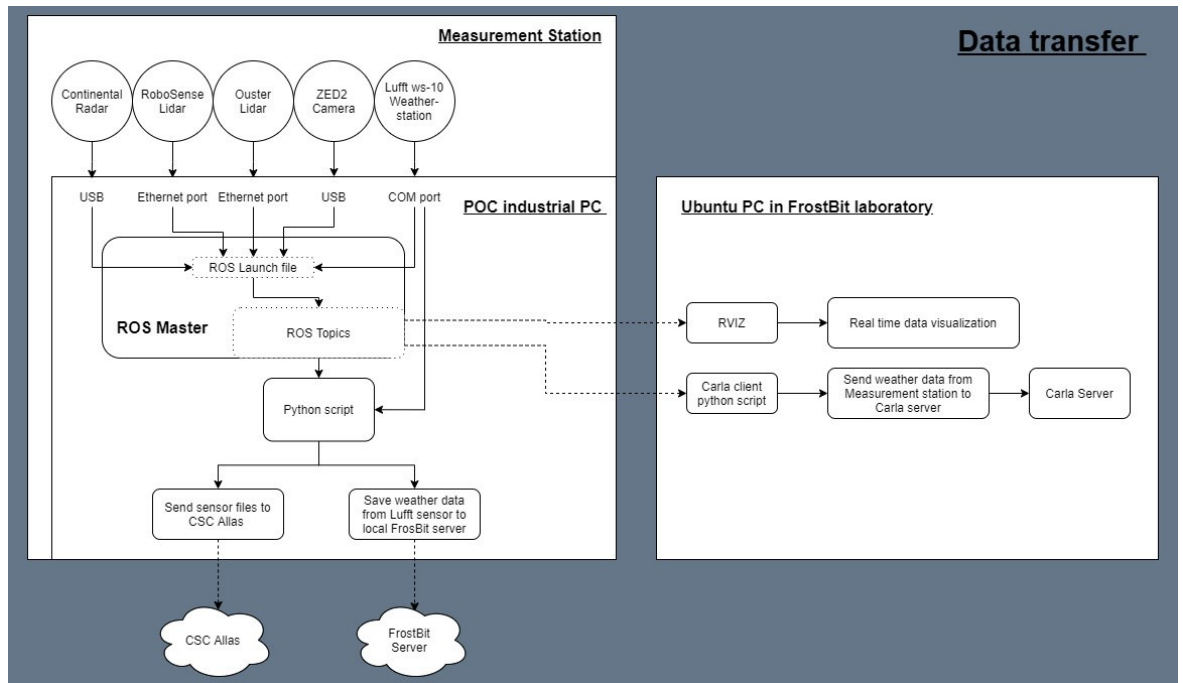 Data transfer
Measurement Station
Continental
Radar
RoboSense
Lidar
Ouster
Lidar
ZED2
Camera
Lufft ws-10
Weather-
station
USB
Ethernet port
Ethernet port
USB
COM port
POC industrial PC
ROS Launch file
ROS Master
ROS Topics
Python script
Send sensor files to
CSC Allas
Save weather data
from Lufft sensor to
local FrosBit server
CSC Allas
FrostBit
Server
Ubuntu PC in FrostBit laboratory
RVIZ
Real time data visualization
Carla client
python script
Send weather data from
Measurement station to
Carla server
Carla Server